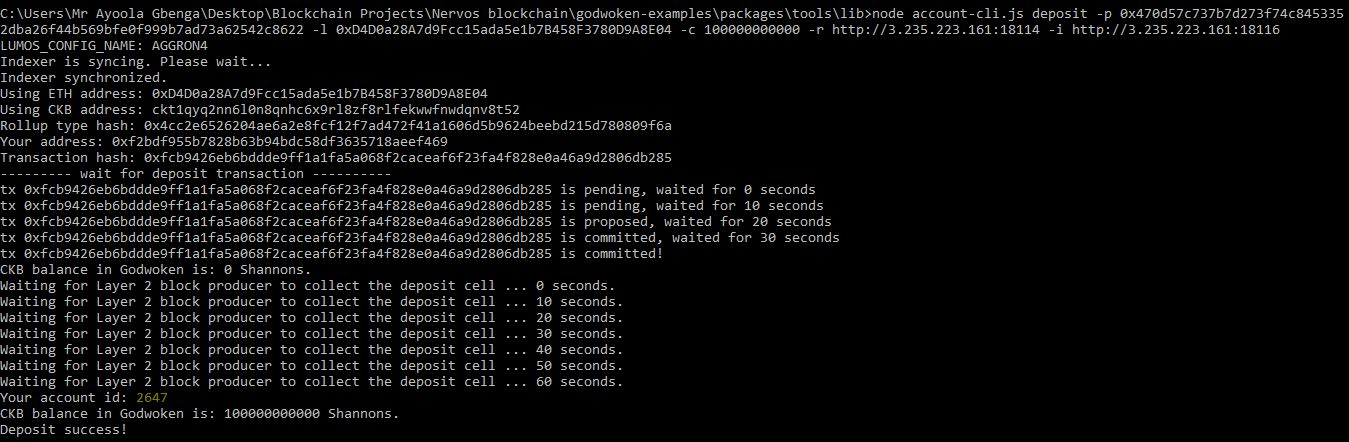 C:\Users\Mr Ayoola Gbenga\Desktop\Blockchain Projects\Nervos blockchain\godwoken-examples\packages\tools\lib>node account-cli.js deposit -p 0x470d57c737b7d273f74c845335
2dba26f44b569bfe0f999b7ad73a62542c8622 -l 0xD4D0a28A7d9Fcc15ada5e1b7B458F3780D9A8E04 -c 100000000000 -r http://3.235.223.161:18114 -i http://3.235.223.161:18116
LUMOS_CONFIG_NAME: AGGRON4
Indexer is syncing. Please wait...
Indexer synchronized.
Using ETH address: 0xD4D0a28A7d9Fcc15ada5e1b7B458F3780D9A8E04
Using CKB address: ckt1qyq2nn6l0n8qnhc6x9rl8zf8rlfekwwfnwdqnv8t52
Rollup type hash: 0x4cc2e6526204ae6a2e8fcf12f7ad472f41a1606d5b9624beebd215d780809f6a
Your address: 0xf2bdf955b7828b63b94bdc58df3635718aeef469
Transaction hash: 0xfcb9426eb6bddde9ff1a1fa5a068f2caceaf6f23fa4f828e0a46a9d2806db285
--------- wait for deposit transaction ----------
tx 0xfcb9426eb6bddde9ff1a1fa5a068f2caceaf6f23fa4f828e0a46a9d2806db285 is pending, waited for 0 seconds
tx 0xfcb9426eb6bddde9ff1a1fa5a068f2caceaf6f23fa4f828e0a46a9d2806db285 is pending, waited for 10 seconds
tx 0xfcb9426eb6bddde9ff1a1fa5a068f2caceaf6f23fa4f828e0a46a9d2806db285 is proposed, waited for 20 seconds
tx 0xfcb9426eb6bddde9ff1a1fa5a068f2caceaf6f23fa4f828e0a46a9d2806db285 is committed, waited for 30 seconds
tx 0xfcb9426eb6bddde9ff1a1fa5a068f2caceaf6f23fa4f828e0a46a9d2806db285 is committed!
CKB balance in Godwoken is: 0 Shannons.
Waiting for Layer 2 block producer to collect the deposit cell ... 0 seconds.
Waiting for Layer 2 block producer to collect the deposit cell ... 10 seconds.
Waiting for Layer 2 block producer to collect the deposit cell ... 20 seconds.
Waiting for Layer 2 block producer to collect the deposit cell ... 30 seconds.
Waiting for Layer 2 block producer to collect the deposit cell ... 40 seconds.
Waiting for Layer 2 block producer to collect the deposit cell ... 50 seconds.
Waiting for Layer 2 block producer to collect the deposit cell ... 60 seconds.
Your account id: 2647
CKB balance in Godwoken is: 100000000000 Shannons.
Deposit success!